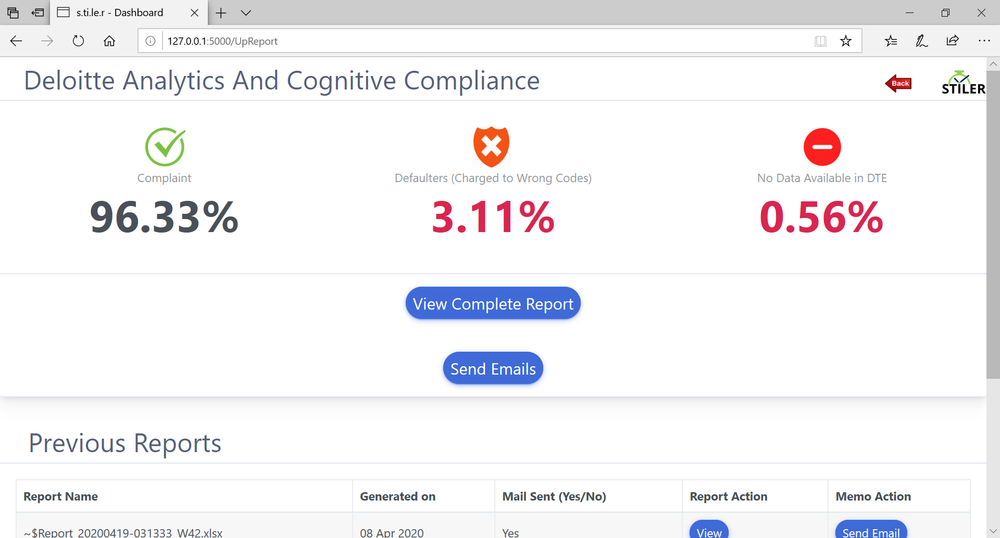 s.ti.le.r - Dashboard
127.0.0.1:5000/UpReport
Deloitte Analytics And Cognitive Compliance
Back
STILER
Complaint
Defaulters (Charged to Wrong Codes)
No Data Available in DTE
96.33%
3.11%
0.56%
View Complete Report
Send Emails
Previous Reports
Report Name
Generated on
Mail Sent (Yes/No)
Report Action
Memo Action
~$Report_20200419-031333_W42.xlsx
08 Apr 2020
Yes
View
Send Email